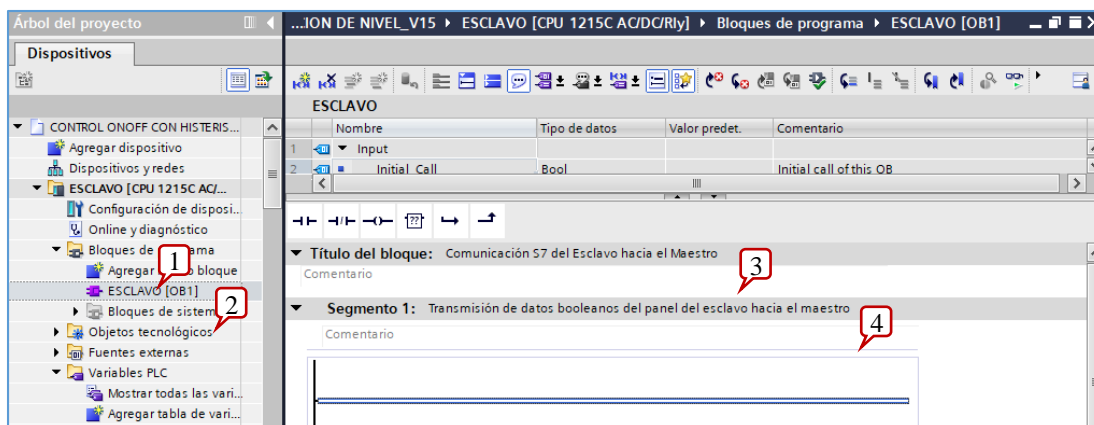 Árbol del proyecto
...ION DE NIVEL_V15 ▸ ESCLAVO [CPU 1215C AC/DC/Rly] ▸ Bloques de programa ▸ ESCLAVO [OB1]
Dispositivos
ESCLAVO
Nombre Tipo de datos Valor predet. Comentario
1 Input
2 Initial_Call Bool Initial call of this OB
CONTROL ONOFF CON HISTERIS...
Agregar dispositivo
Dispositivos y redes
ESCLAVO [CPU 1215C AC/...
Configuración de disposi...
Online y diagnóstico
Bloques de ama
1
Agregar bloque
ESCLAVO [OB1]
Bloques de sistem
2
Objetos tecnológicos
Fuentes externas
Variables PLC
Mostrar todas las vari...
Agregar tabla de vari...
??
Título del bloque: Comunicación S7 del Esclavo hacia el Maestro
3
Comentario
Segmento 1: Transmisión de datos booleanos del panel del esclavo hacia el maestro
4
Comentario